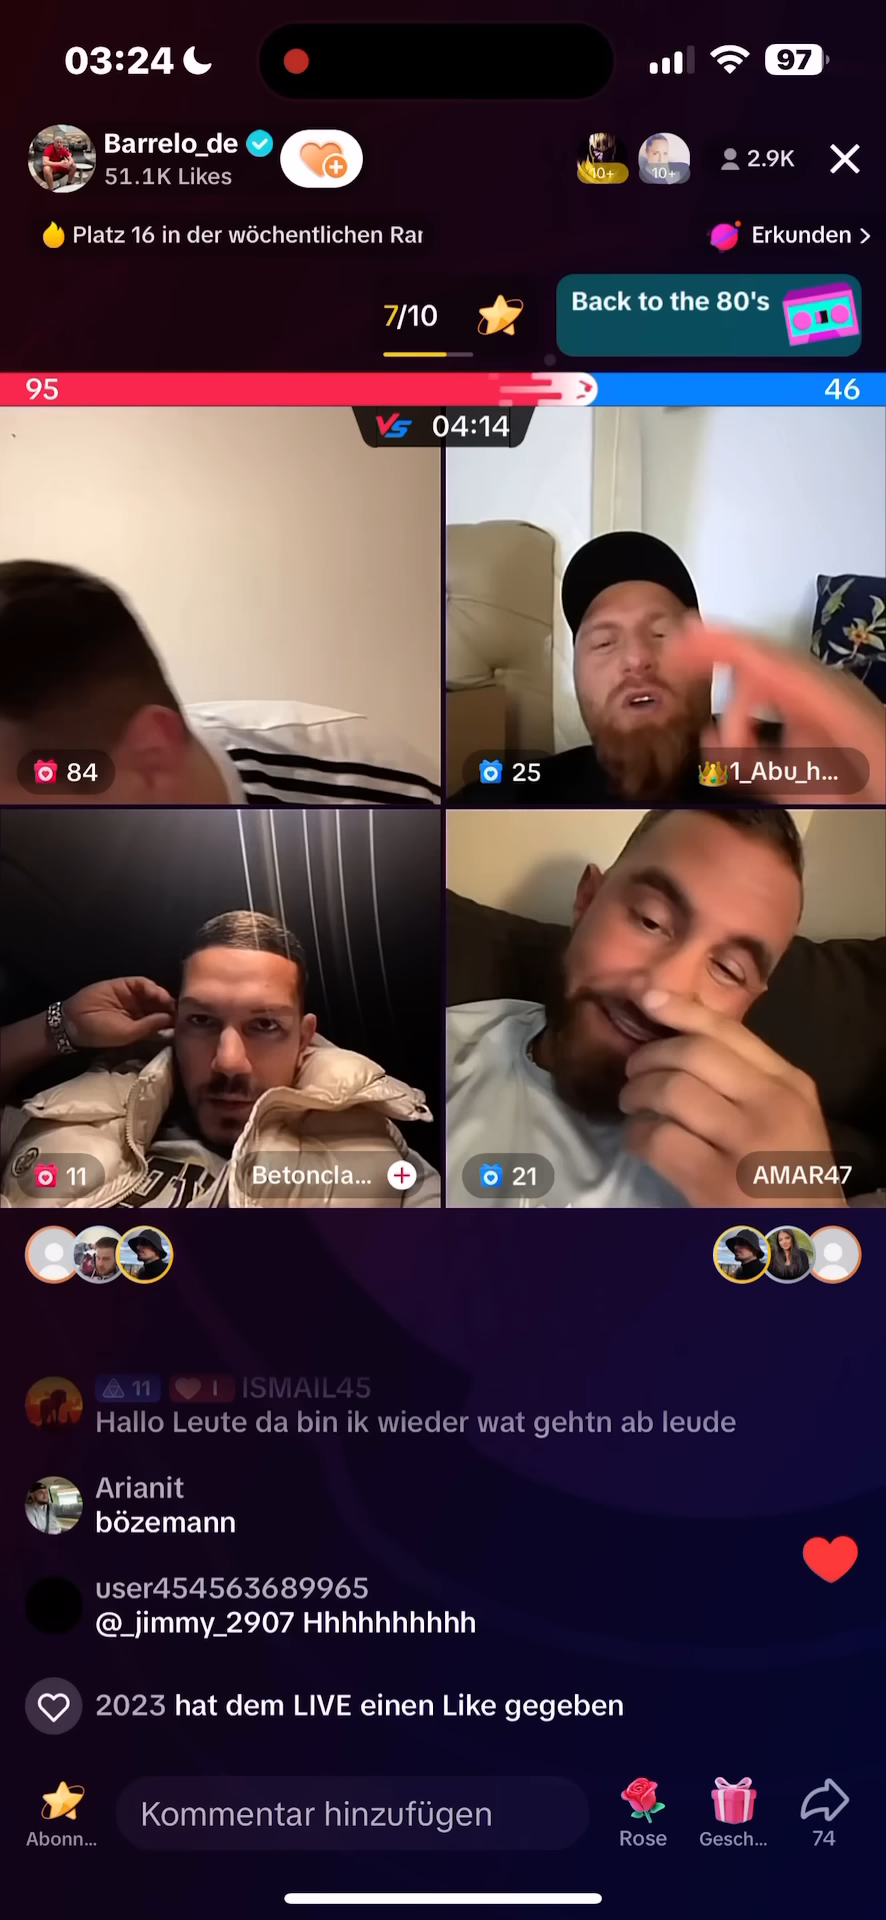 03:24
97
Barrelo_de
51.1K Likes
10+
10+
2.9K
Platz 16 in der wöchentlichen Rar
Erkunden
7/10
Back to the 80's
95
46
VS 04:14
84
25
1_Abu_h...
11
Betoncla...
21
AMAR47
11 I ISMAIL45
Hallo Leute da bin ik wieder wat gehtn ab leude
Arianit
bözemann
user454563689965
@_jimmy_2907 Hhhhhhhhhh
2023 hat dem LIVE einen Like gegeben
Abonn...
Kommentar hinzufügen
Rose
Gesch...
74